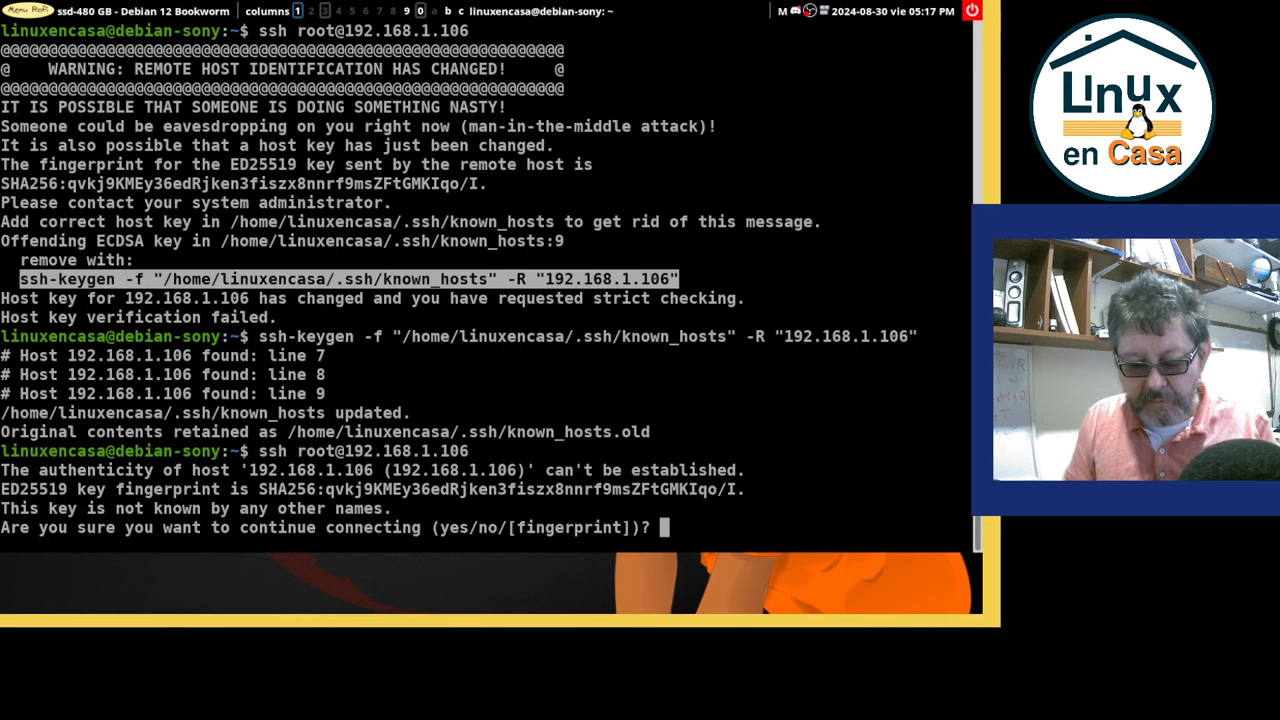 Menu Rofi ssd-480 GB - Debian 12 Bookworm columns 1 2 3 4 5 6 7 8 9 0 a b c linuxencasa@debian-sony: ~ M 2024-08-30 vie 05:17 PM
linuxencasa@debian-sony:~$ ssh root@192.168.1.106
@@@@@@@@@@@@@@@@@@@@@@@@@@@@@@@@@@@@@@@@@@@@@@@@@@@@@@@@@@@
@    WARNING: REMOTE HOST IDENTIFICATION HAS CHANGED!     @
@@@@@@@@@@@@@@@@@@@@@@@@@@@@@@@@@@@@@@@@@@@@@@@@@@@@@@@@@@@
IT IS POSSIBLE THAT SOMEONE IS DOING SOMETHING NASTY!
Someone could be eavesdropping on you right now (man-in-the-middle attack)!
It is also possible that a host key has just been changed.
The fingerprint for the ED25519 key sent by the remote host is
SHA256:qvkj9KMEy36edRjken3fiszx8nnrf9msZFtGMKIqo/I.
Please contact your system administrator.
Add correct host key in /home/linuxencasa/.ssh/known_hosts to get rid of this message.
Offending ECDSA key in /home/linuxencasa/.ssh/known_hosts:9
  remove with:
  ssh-keygen -f "/home/linuxencasa/.ssh/known_hosts" -R "192.168.1.106"
Host key for 192.168.1.106 has changed and you have requested strict checking.
Host key verification failed.
linuxencasa@debian-sony:~$ ssh-keygen -f "/home/linuxencasa/.ssh/known_hosts" -R "192.168.1.106"
# Host 192.168.1.106 found: line 7
# Host 192.168.1.106 found: line 8
# Host 192.168.1.106 found: line 9
/home/linuxencasa/.ssh/known_hosts updated.
Original contents retained as /home/linuxencasa/.ssh/known_hosts.old
linuxencasa@debian-sony:~$ ssh root@192.168.1.106
The authenticity of host '192.168.1.106 (192.168.1.106)' can't be established.
ED25519 key fingerprint is SHA256:qvkj9KMEy36edRjken3fiszx8nnrf9msZFtGMKIqo/I.
This key is not known by any other names.
Are you sure you want to continue connecting (yes/no/[fingerprint])?
Linux
en Casa